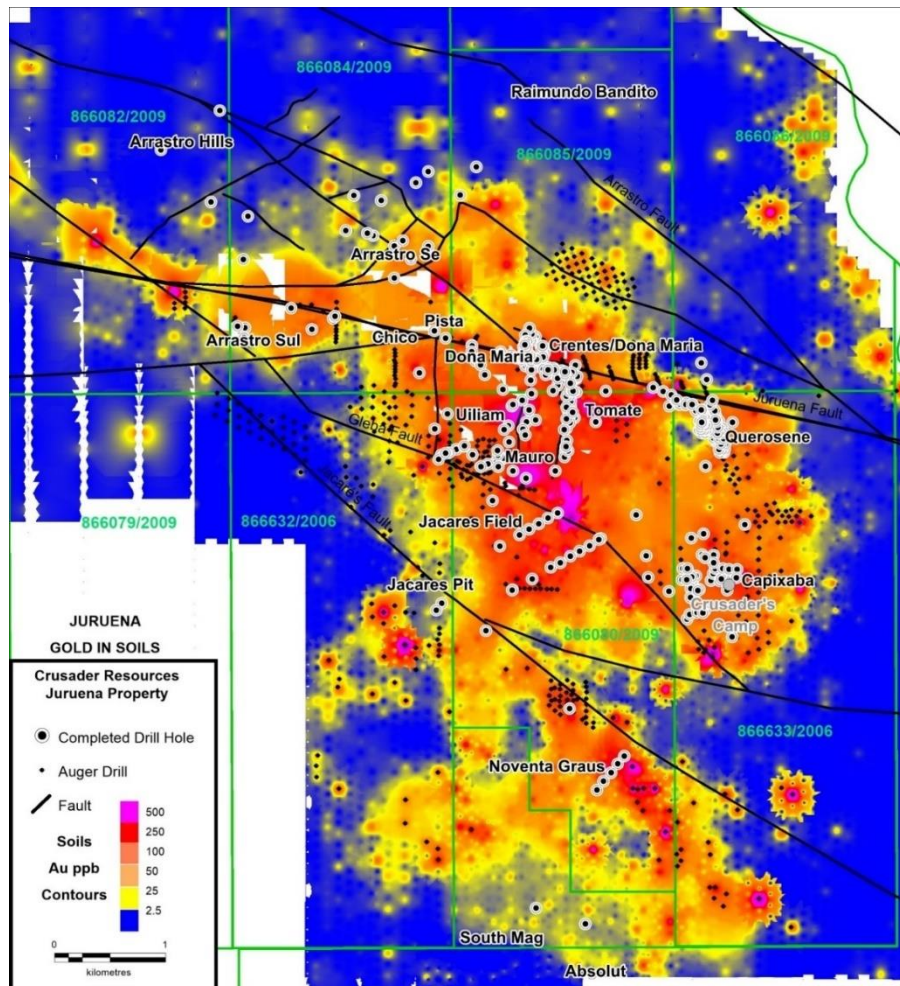 866084/2009
866082/2009
Raimundo Bandito
Arrastro Hills
866086/2009
866085/2009
Arrastro Fault
Arrastro Se
Pista
Arrastro Sul
Chico
Crentes/Dona Maria
Doña Maria
Juruena Fault
Uiliam
Tomate
Gleba Fault
Querosene
Mauro
Jacare's Fault
866079/2009
866632/2006
Jacares Field
Jacares Pit
Capixaba
Crusader's
Camp
JURUENA
GOLD IN SOILS
866080/2009
Crusader Resources
Juruena Property
Completed Drill Hole
Auger Drill
Fault
Soils
Au ppb
Contours
500
250
100
50
25
2.5
0 1
kilometres
866633/2006
Noventa Graus
South Mag
Absolut